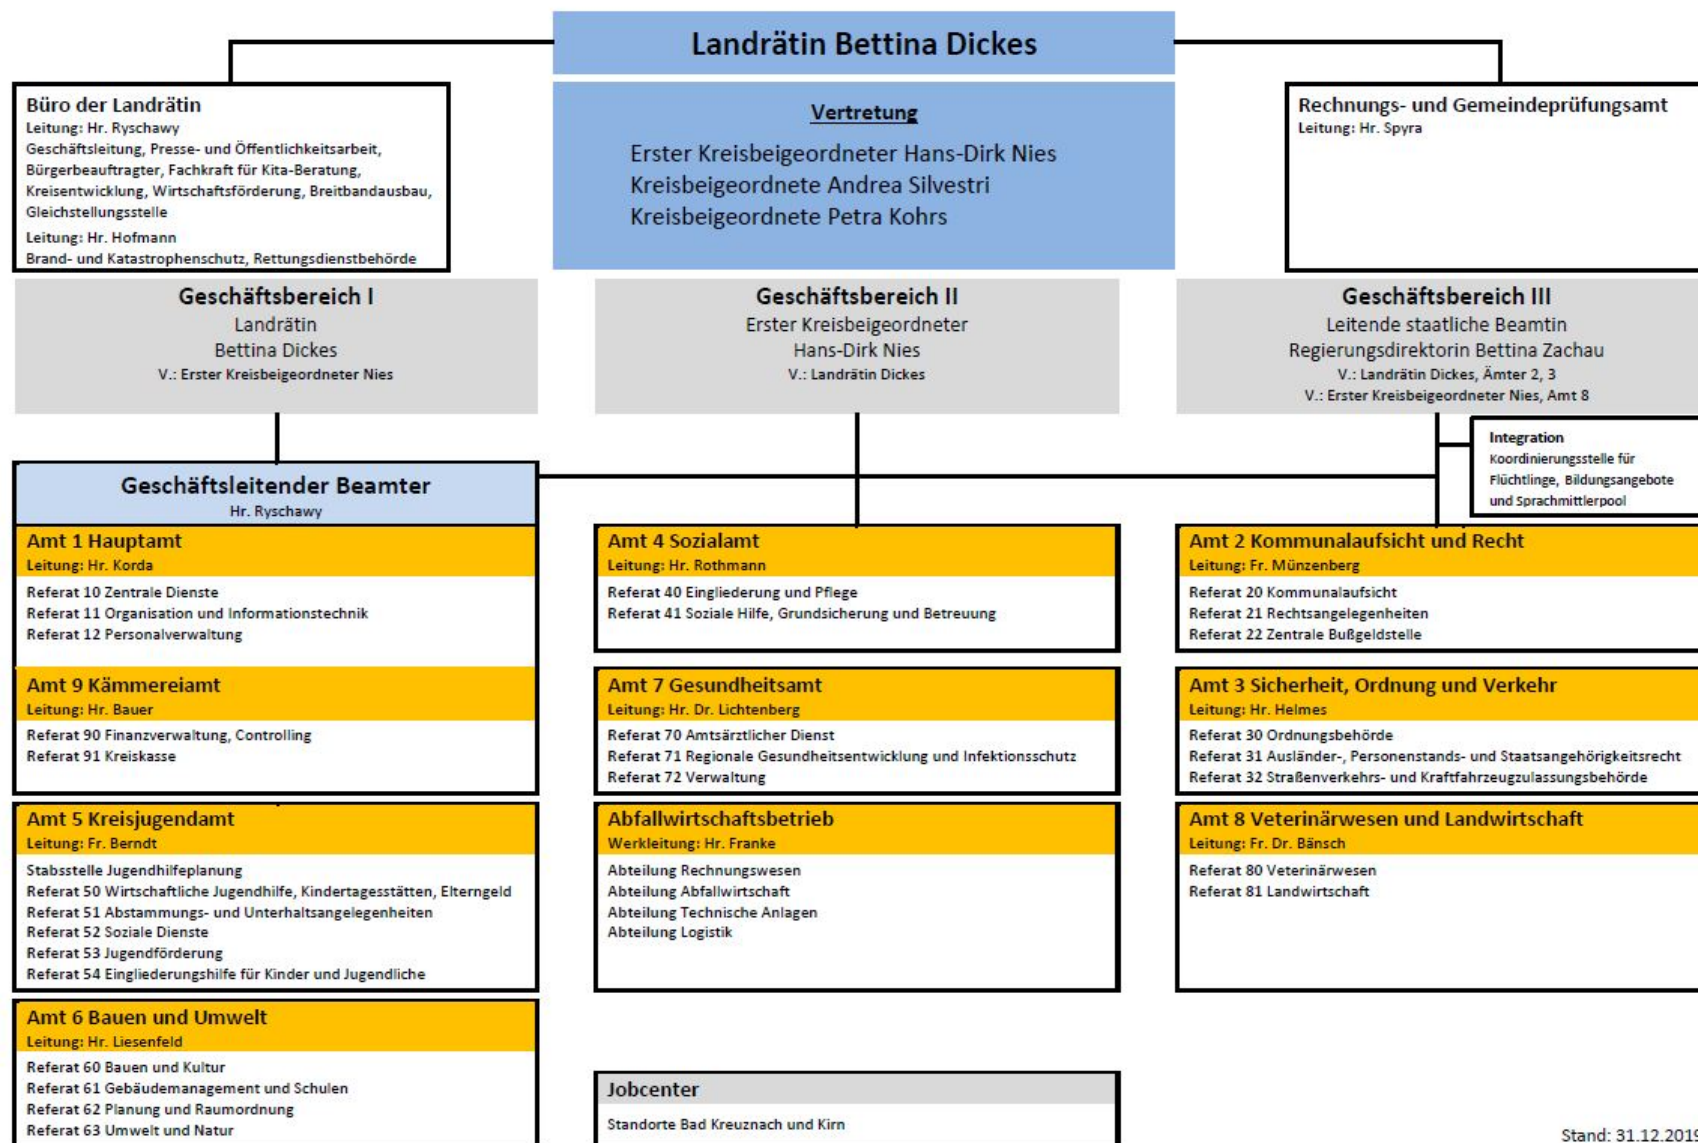 Landrätin Bettina Dickes
Büro der Landrätin
Leitung: Hr. Ryschawy
Geschäftsleitung, Presse- und Öffentlichkeitsarbeit,
Bürgerbeauftragter, Fachkraft für Kita-Beratung,
Kreisentwicklung, Wirtschaftsförderung, Breitbandausbau,
Gleichstellungsstelle
Leitung: Hr. Hofmann
Brand- und Katastrophenschutz, Rettungsdienstbehörde
Vertretung
Erster Kreisbeigeordneter Hans-Dirk Nies
Kreisbeigeordnete Andrea Silvestri
Kreisbeigeordnete Petra Kohrs
Rechnungs- und Gemeindeprüfungsamt
Leitung: Hr. Spyra
Geschäftsbereich I
Landrätin
Bettina Dickes
V.: Erster Kreisbeigeordneter Nies
Geschäftsbereich II
Erster Kreisbeigeordneter
Hans-Dirk Nies
V.: Landrätin Dickes
Geschäftsbereich III
Leitende staatliche Beamtin
Regierungsdirektorin Bettina Zachau
V.: Landrätin Dickes, Ämter 2, 3
V.: Erster Kreisbeigeordneter Nies, Amt 8
Integration
Koordinierungsstelle für
Flüchtlinge, Bildungsangebote
und Sprachmittlerpool
Geschäftsleitender Beamter
Hr. Ryschawy
Amt 1 Hauptamt
Leitung: Hr. Korda
Referat 10 Zentrale Dienste
Referat 11 Organisation und Informationstechnik
Referat 12 Personalverwaltung
Amt 9 Kämmereiamt
Leitung: Hr. Bauer
Referat 90 Finanzverwaltung, Controlling
Referat 91 Kreiskasse
Amt 5 Kreisjugendamt
Leitung: Fr. Berndt
Stabsstelle Jugendhilfeplanung
Referat 50 Wirtschaftliche Jugendhilfe, Kindertagesstätten, Elterngeld
Referat 51 Abstammungs- und Unterhaltsangelegenheiten
Referat 52 Soziale Dienste
Referat 53 Jugendförderung
Referat 54 Eingliederungshilfe für Kinder und Jugendliche
Amt 6 Bauen und Umwelt
Leitung: Hr. Liesenfeld
Referat 60 Bauen und Kultur
Referat 61 Gebäudemanagement und Schulen
Referat 62 Planung und Raumordnung
Referat 63 Umwelt und Natur
Amt 4 Sozialamt
Leitung: Hr. Rothmann
Referat 40 Eingliederung und Pflege
Referat 41 Soziale Hilfe, Grundsicherung und Betreuung
Amt 7 Gesundheitsamt
Leitung: Hr. Dr. Lichtenberg
Referat 70 Amtsärztlicher Dienst
Referat 71 Regionale Gesundheitsentwicklung und Infektionsschutz
Referat 72 Verwaltung
Abfallwirtschaftsbetrieb
Werkleitung: Hr. Franke
Abteilung Rechnungswesen
Abteilung Abfallwirtschaft
Abteilung Technische Anlagen
Abteilung Logistik
Jobcenter
Standorte Bad Kreuznach und Kirn
Amt 2 Kommunalaufsicht und Recht
Leitung: Fr. Münzenberg
Referat 20 Kommunalaufsicht
Referat 21 Rechtsangelegenheiten
Referat 22 Zentrale Bußgeldstelle
Amt 3 Sicherheit, Ordnung und Verkehr
Leitung: Hr. Helmes
Referat 30 Ordnungsbehörde
Referat 31 Ausländer-, Personenstands- und Staatsangehörigkeitsrecht
Referat 32 Straßenverkehrs- und Kraftfahrzeugzulassungsbehörde
Amt 8 Veterinärwesen und Landwirtschaft
Leitung: Fr. Dr. Bänsch
Referat 80 Veterinärwesen
Referat 81 Landwirtschaft
Stand: 31.12.2019